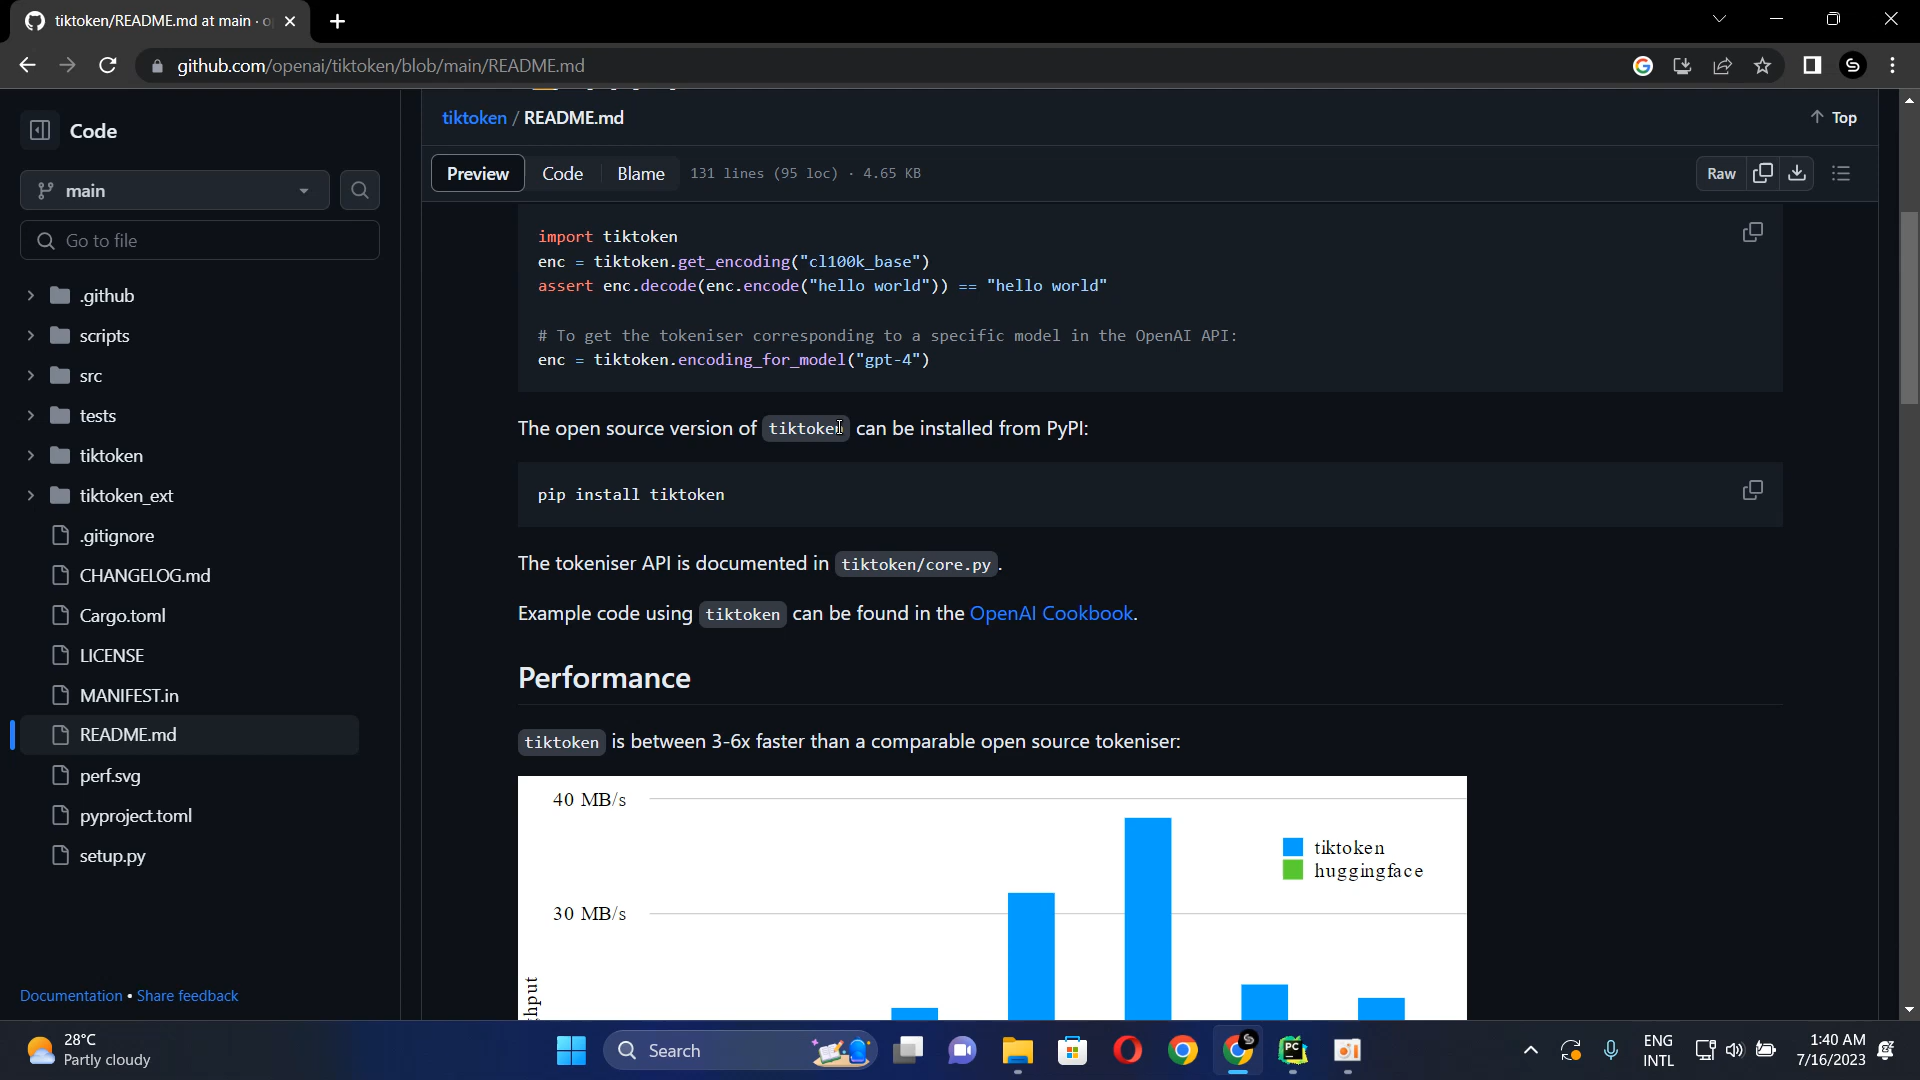 tiktoken/README.md at main · o
github.com/openai/tiktoken/blob/main/README.md
Code
main
Go to file
.github
scripts
src
tests
tiktoken
tiktoken_ext
.gitignore
CHANGELOG.md
Cargo.toml
LICENSE
MANIFEST.in
README.md
perf.svg
pyproject.toml
setup.py
Documentation • Share feedback
tiktoken / README.md
Top
Preview Code Blame 131 lines (95 loc) · 4.65 KB
Raw
import tiktoken
enc = tiktoken.get_encoding("cl100k_base")
assert enc.decode(enc.encode("hello world")) == "hello world"
# To get the tokeniser corresponding to a specific model in the OpenAI API:
enc = tiktoken.encoding_for_model("gpt-4")
The open source version of tiktoken can be installed from PyPI:
pip install tiktoken
The tokeniser API is documented in tiktoken/core.py.
Example code using tiktoken can be found in the OpenAI Cookbook.
Performance
tiktoken is between 3-6x faster than a comparable open source tokeniser:
40 MB/s
tiktoken
huggingface
30 MB/s
28°C
Partly cloudy
Search
ENG
INTL
1:40 AM
7/16/2023